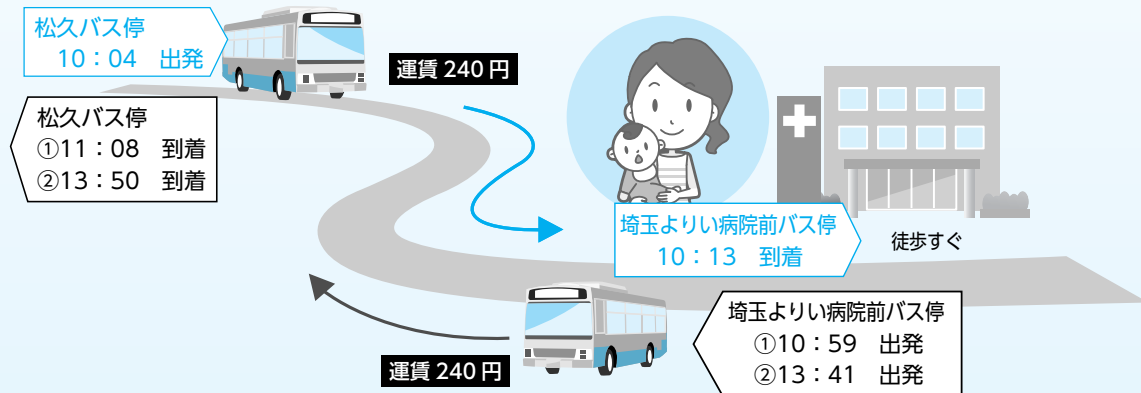 松久バス停
10：04　出発
運賃 240 円
松久バス停
①11：08　到着
②13：50　到着
埼玉よりい病院前バス停
10：13　到着
徒歩すぐ
埼玉よりい病院前バス停
①10：59　出発
②13：41　出発
運賃 240 円